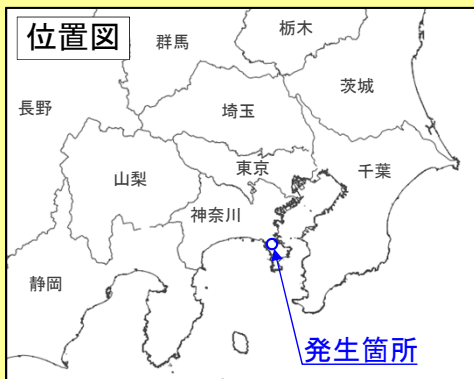 位置図
群馬
栃木
茨城
長野
埼玉
東京
千葉
山梨
神奈川
静岡
発生箇所